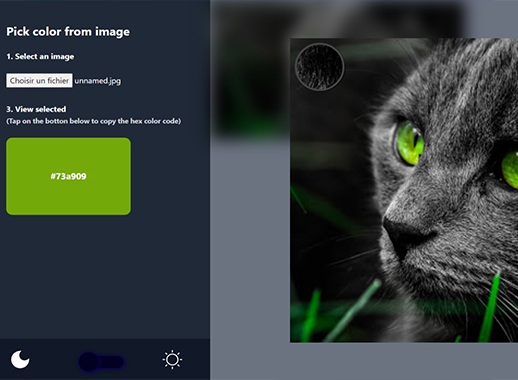 Pick color from image
1. Select an image
Choisir un fichier unnamed.jpg
3. View selected
(Tap on the botton below to copy the hex color code)
#73a909